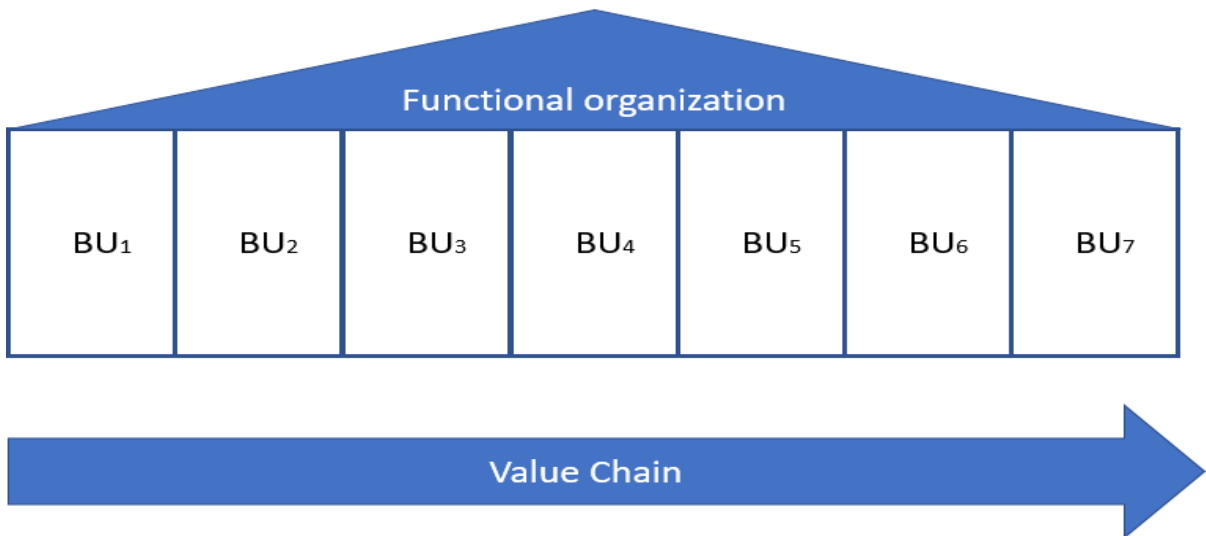 Functional organization
BU₁ BU₂ BU₃ BU₄ BU₅ BU₆ BU₇
Value Chain